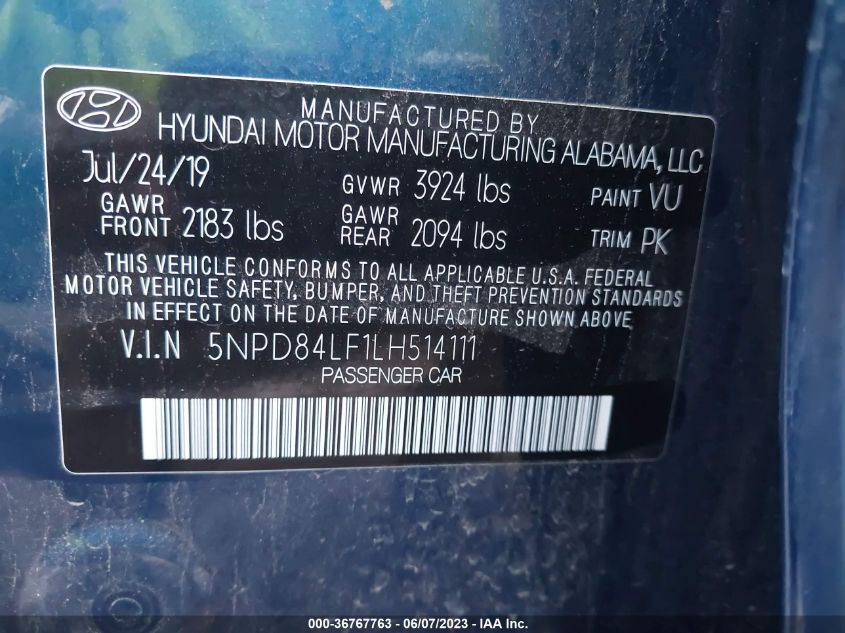 MANUFACTURED BY
HYUNDAI MOTOR MANUFACTURING ALABAMA, LLC
Jul/24/19 GVWR 3924 lbs PAINT VU
GAWR FRONT 2183 lbs GAWR REAR 2094 lbs TRIM PK
THIS VEHICLE CONFORMS TO ALL APPLICABLE U.S.A. FEDERAL
MOTOR VEHICLE SAFETY, BUMPER, AND THEFT PREVENTION STANDARDS
IN EFFECT ON THE DATE OF MANUFACTURE SHOWN ABOVE.
V.I.N 5NPD84LF1LH514111
PASSENGER CAR
000-36767763 - 06/07/2023 - IAA Inc.